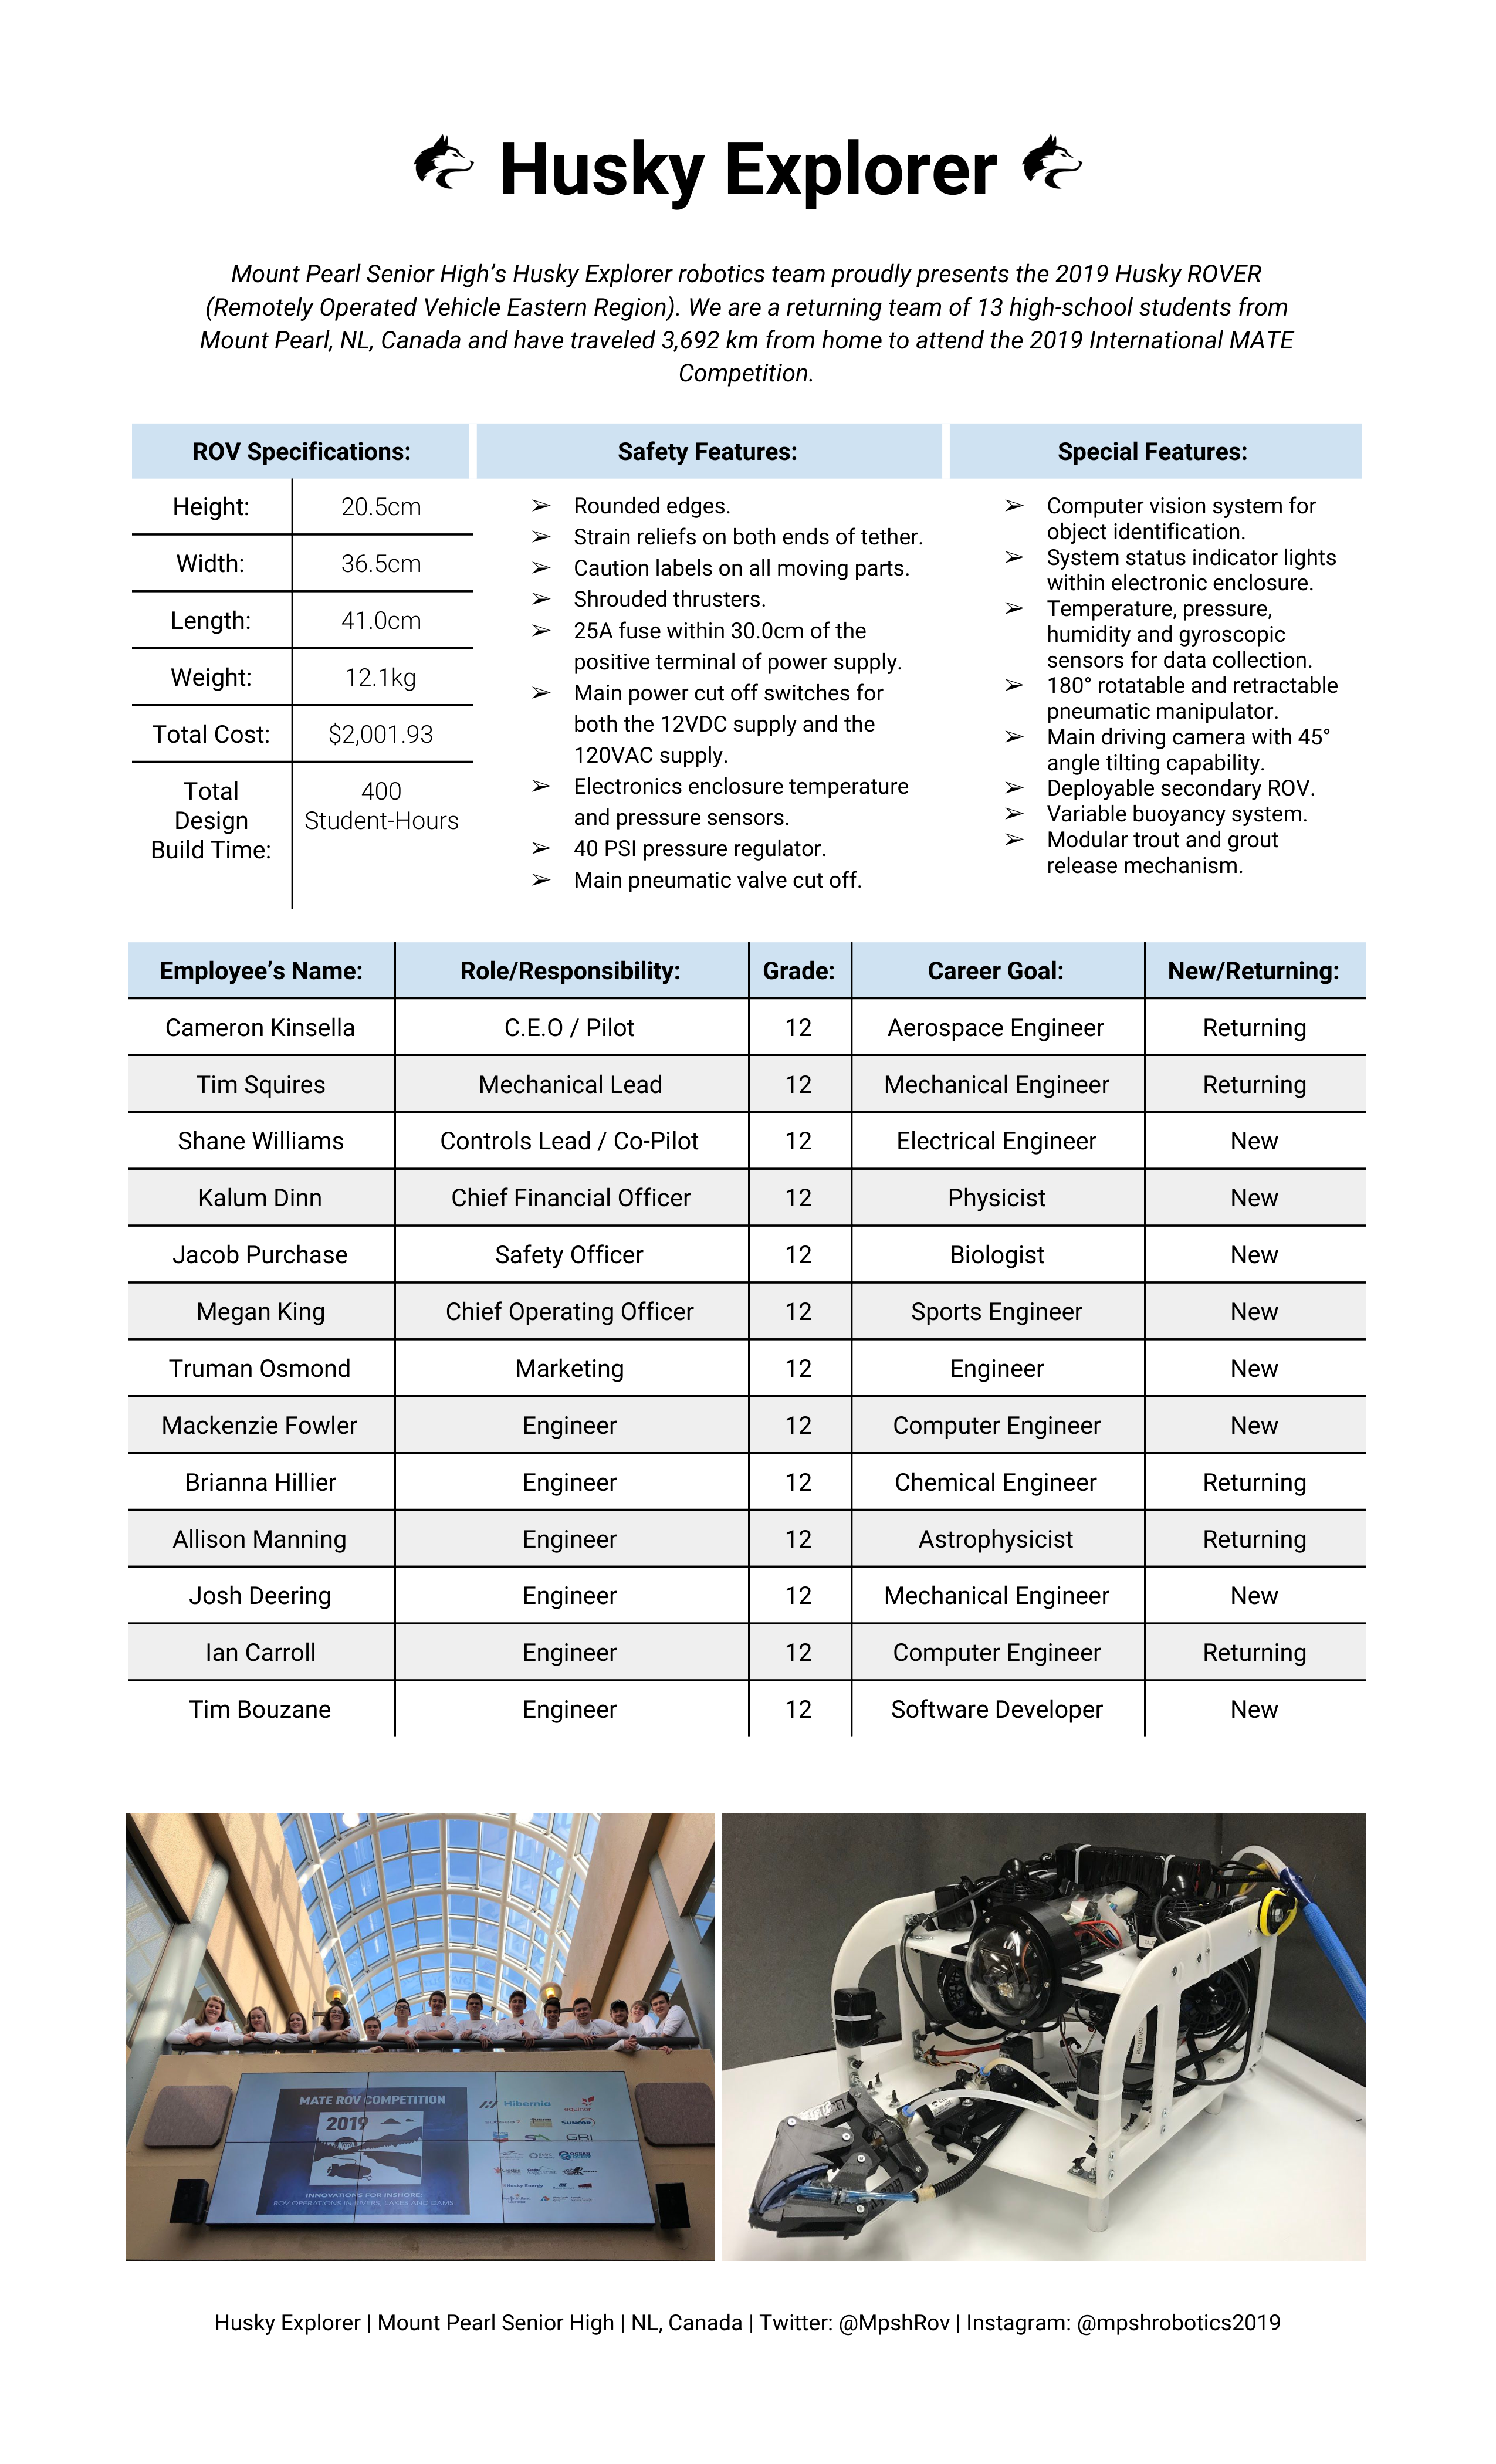 Husky Explorer
Mount Pearl Senior High’s Husky Explorer robotics team proudly presents the 2019 Husky ROVER
(Remotely Operated Vehicle Eastern Region). We are a returning team of 13 high-school students from
Mount Pearl, NL, Canada and have traveled 3,692 km from home to attend the 2019 International MATE
Competition.
ROV Specifications:
Height: 20.5cm
Width: 36.5cm
Length: 41.0cm
Weight: 12.1kg
Total Cost: $2,001.93
Total
Design
Build Time:
400
Student-Hours
Safety Features:
➢ Rounded edges.
➢ Strain reliefs on both ends of tether.
➢ Caution labels on all moving parts.
➢ Shrouded thrusters.
➢ 25A fuse within 30.0cm of the
positive terminal of power supply.
➢ Main power cut off switches for
both the 12VDC supply and the
120VAC supply.
➢ Electronics enclosure temperature
and pressure sensors.
➢ 40 PSI pressure regulator.
➢ Main pneumatic valve cut off.
Special Features:
➢ Computer vision system for
object identification.
➢ System status indicator lights
within electronic enclosure.
➢ Temperature, pressure,
humidity and gyroscopic
sensors for data collection.
➢ 180° rotatable and retractable
pneumatic manipulator.
➢ Main driving camera with 45°
angle tilting capability.
➢ Deployable secondary ROV.
➢ Variable buoyancy system.
➢ Modular trout and grout
release mechanism.
Employee’s Name: Role/Responsibility: Grade: Career Goal: New/Returning:
Cameron Kinsella C.E.O / Pilot 12 Aerospace Engineer Returning
Tim Squires Mechanical Lead 12 Mechanical Engineer Returning
Shane Williams Controls Lead / Co-Pilot 12 Electrical Engineer New
Kalum Dinn Chief Financial Officer 12 Physicist New
Jacob Purchase Safety Officer 12 Biologist New
Megan King Chief Operating Officer 12 Sports Engineer New
Truman Osmond Marketing 12 Engineer New
Mackenzie Fowler Engineer 12 Computer Engineer New
Brianna Hillier Engineer 12 Chemical Engineer Returning
Allison Manning Engineer 12 Astrophysicist Returning
Josh Deering Engineer 12 Mechanical Engineer New
Ian Carroll Engineer 12 Computer Engineer Returning
Tim Bouzane Engineer 12 Software Developer New
MATE ROV COMPETITION
2019
INNOVATIONS FOR INSHORE:
ROV OPERATIONS IN RIVERS, LAKES AND DAMS
Hibernia
equinor
SUNCOR
GRI
Husky Energy
CAUTION
Husky Explorer | Mount Pearl Senior High | NL, Canada | Twitter: @MpshRov | Instagram: @mpshrobotics2019